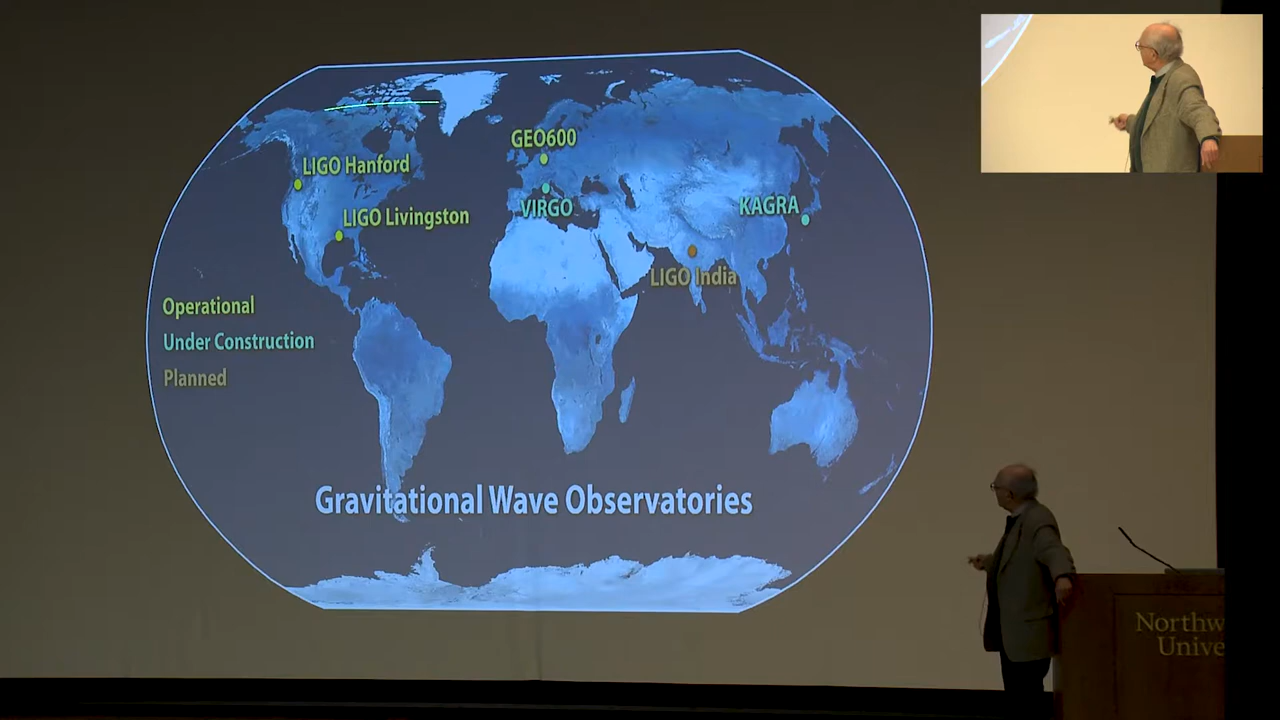 GEO600
LIGO Hanford
VIRGO
KAGRA
LIGO Livingston
LIGO India
Operational
Under Construction
Planned
Gravitational Wave Observatories
Northw
Unive